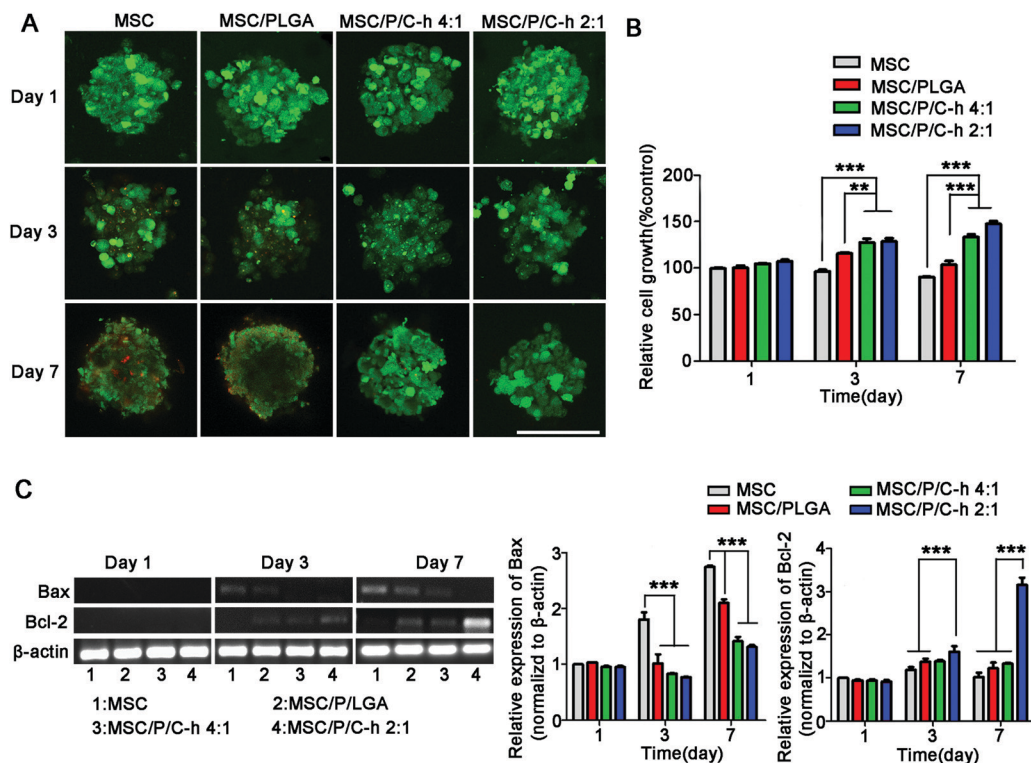 A
MSC MSC/PLGA MSC/P/C-h 4:1 MSC/P/C-h 2:1
Day 1
Day 3
Day 7
B
MSC
MSC/PLGA
MSC/P/C-h 4:1
MSC/P/C-h 2:1
Relative cell growth(%control)
200
150
100
50
0
*** ***
** ***
1 3 7
Time(day)
C
Day 1 Day 3 Day 7
Bax
Bcl-2
β-actin
1 2 3 4 1 2 3 4 1 2 3 4
1:MSC 2:MSC/P/LGA
3:MSC/P/C-h 4:1 4:MSC/P/C-h 2:1
MSC MSC/P/C-h 4:1
MSC/PLGA MSC/P/C-h 2:1
Relative expression of Bax
(normalizd to β-actin)
3
2
1
0
*** ***
1 3 7
Time(day)
Relative expression of Bcl-2
(normalizd to β-actin)
4
3
2
1
0
*** ***
1 3 7
Time(day)